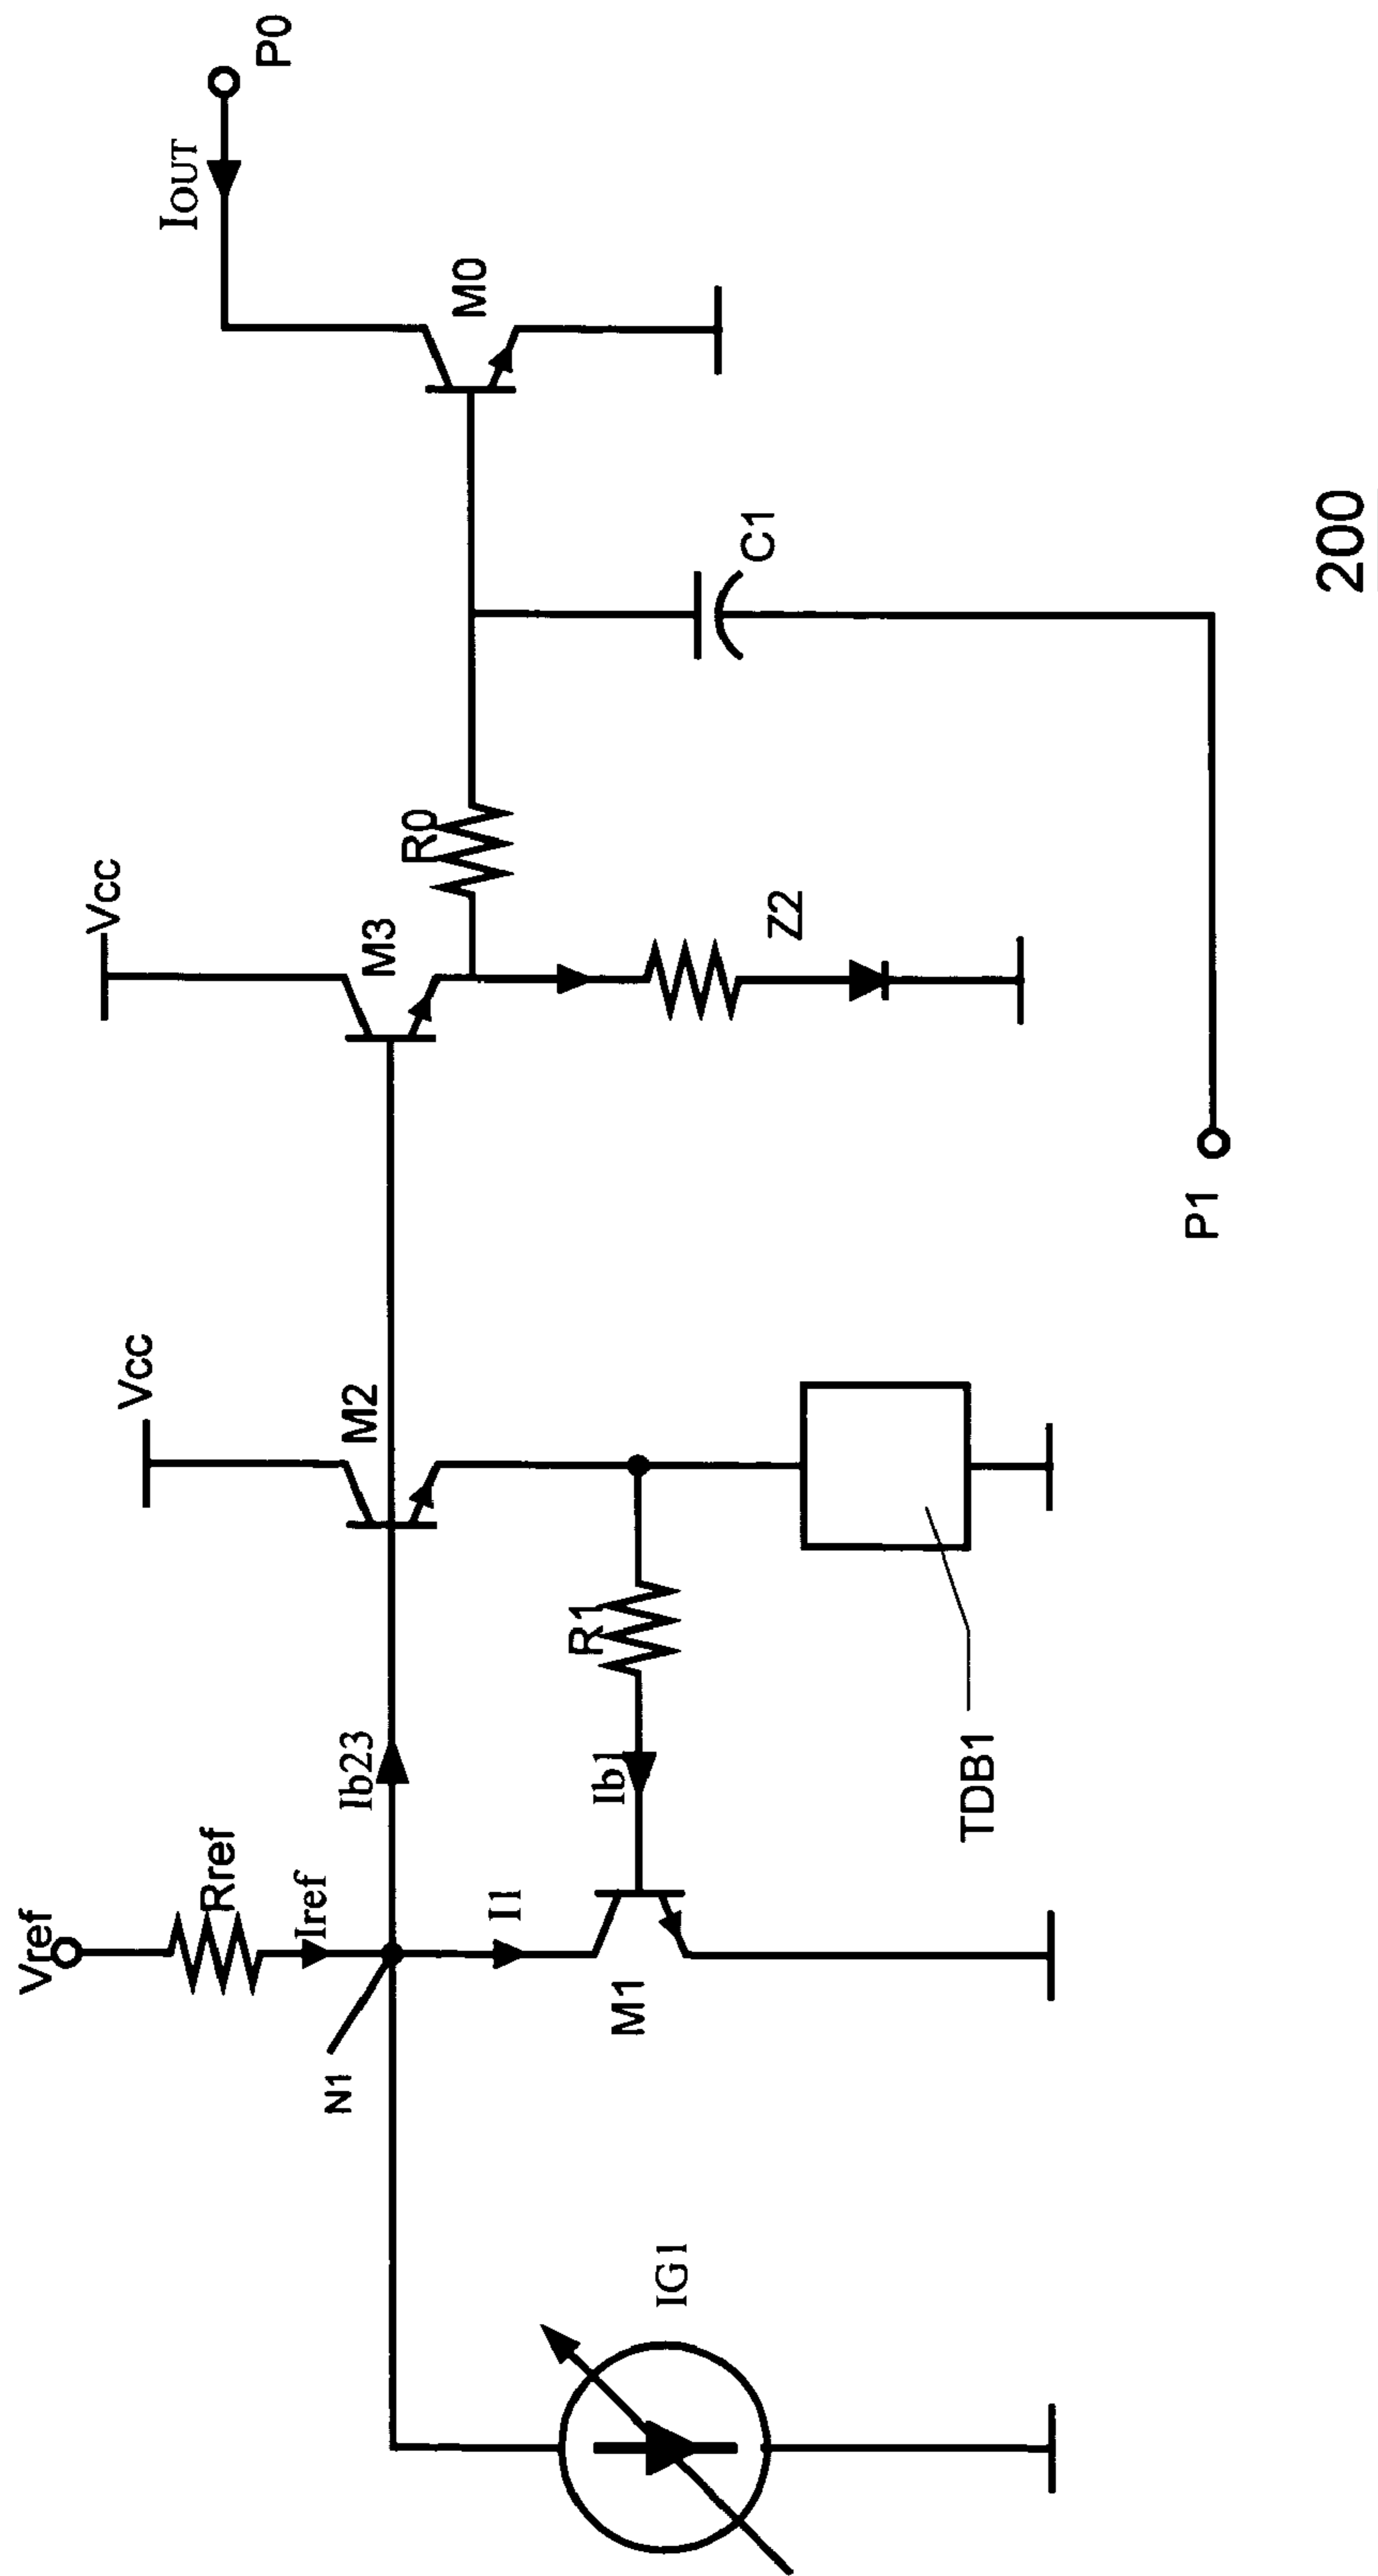 Vref
Rref
Iref
N1
Ib23
I1
M1
Ib1
R1
IG1
TDB1
Vcc
M2
Vcc
M3
R0
Z2
C1
P1
M0
IOUT
P0
200